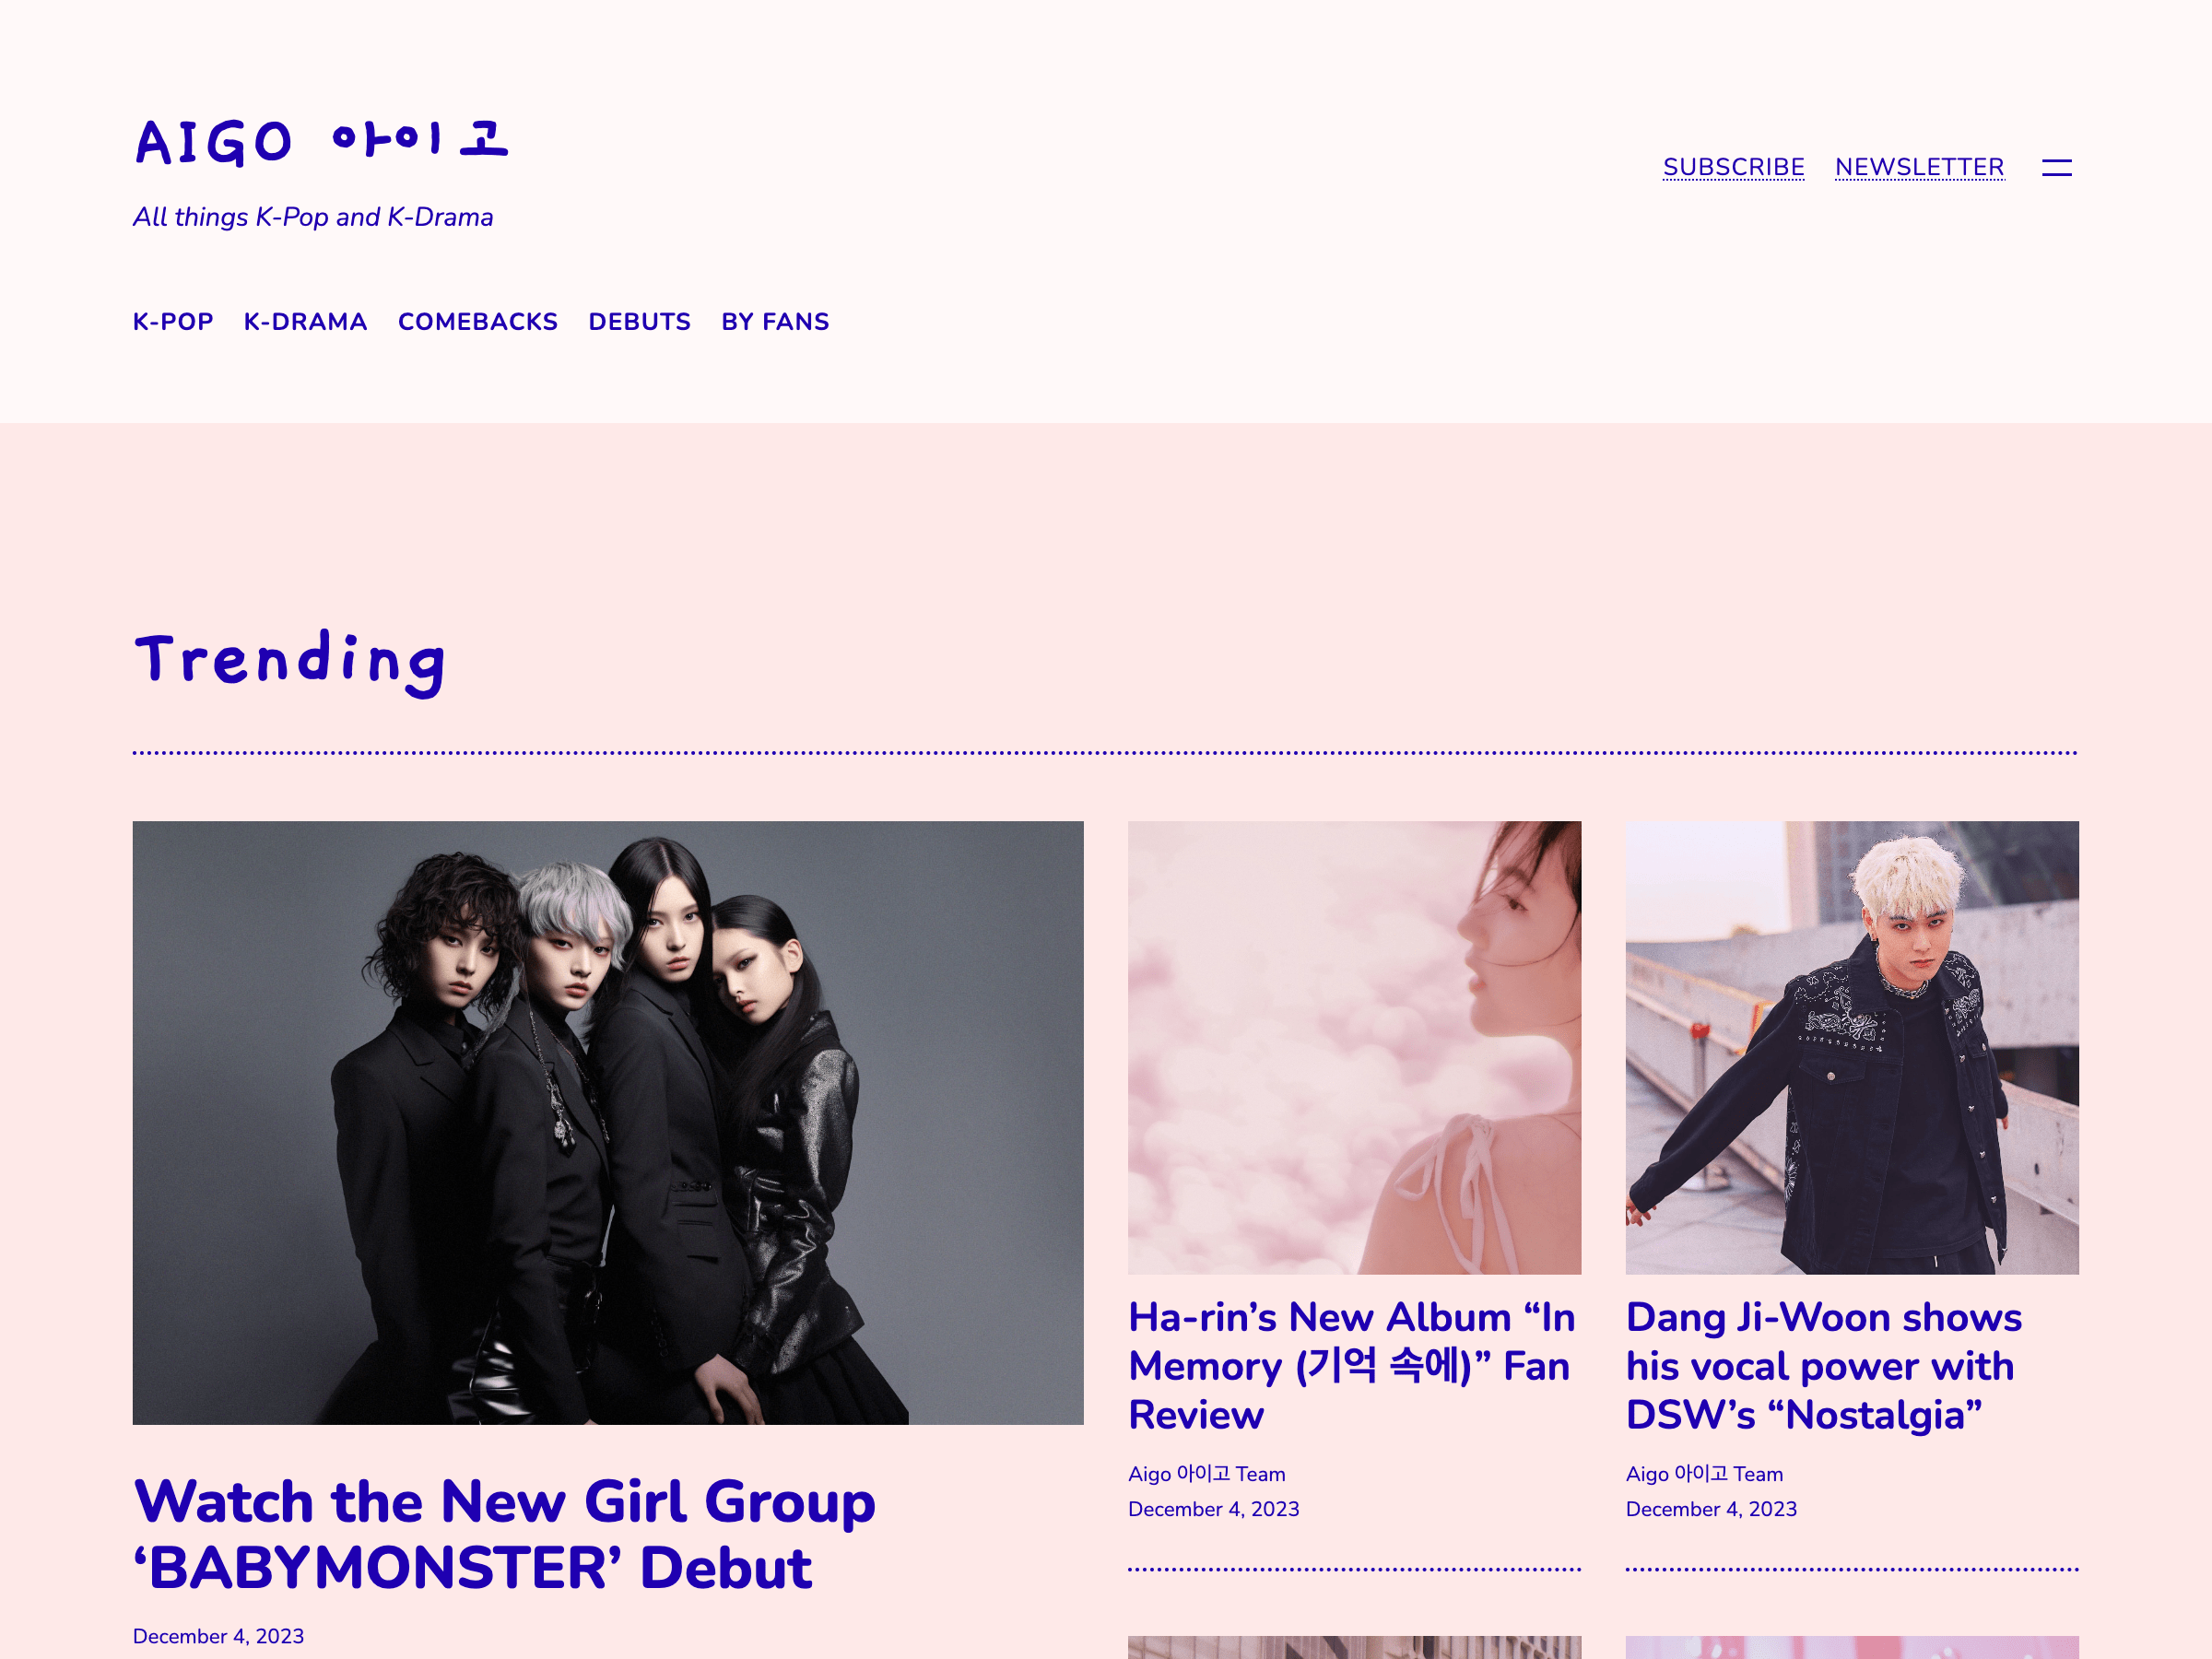 AIGO 아이고
All things K-Pop and K-Drama
SUBSCRIBE NEWSLETTER
K-POP K-DRAMA COMEBACKS DEBUTS BY FANS
Trending
Watch the New Girl Group
‘BABYMONSTER’ Debut
December 4, 2023
Ha-rin’s New Album “In
Memory (기억 속에)” Fan
Review
Aigo 아이고 Team
December 4, 2023
Dang Ji-Woon shows
his vocal power with
DSW’s “Nostalgia”
Aigo 아이고 Team
December 4, 2023